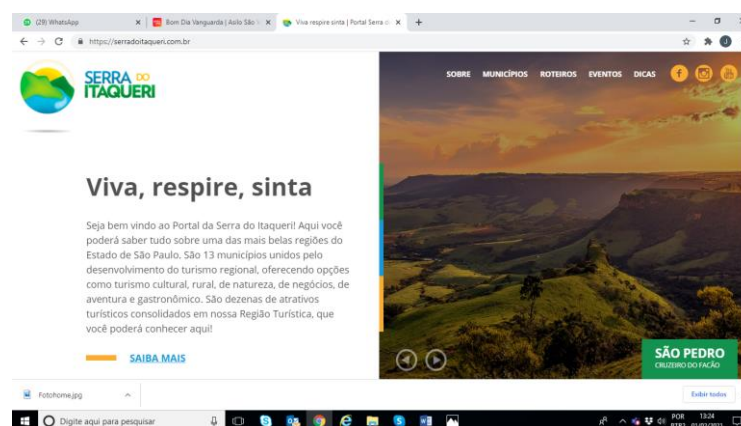 (29) WhatsApp
Bom Dia Vanguarda | Asilo São
Viva respire sinta | Portal Serra d
https://serradoitaqueri.com.br
SERRA DO
ITAQUERI
SOBRE MUNICÍPIOS ROTEIROS EVENTOS DICAS
Viva, respire, sinta
Seja bem vindo ao Portal da Serra do Itaqueri! Aqui você
poderá saber tudo sobre uma das mais belas regiões do
Estado de São Paulo. São 13 municípios unidos pelo
desenvolvimento do turismo regional, oferecendo opções
como turismo cultural, rural, de natureza, de negócios, de
aventura e gastronômico. São dezenas de atrativos
turísticos consolidados em nossa Região Turística, que
você poderá conhecer aqui!
SAIBA MAIS
SÃO PEDRO
CRUZEIRO DO FACÃO
Fotohome.jpg
Exibir todos
Digite aqui para pesquisar
POR 13:24
PTB2 01/02/2021